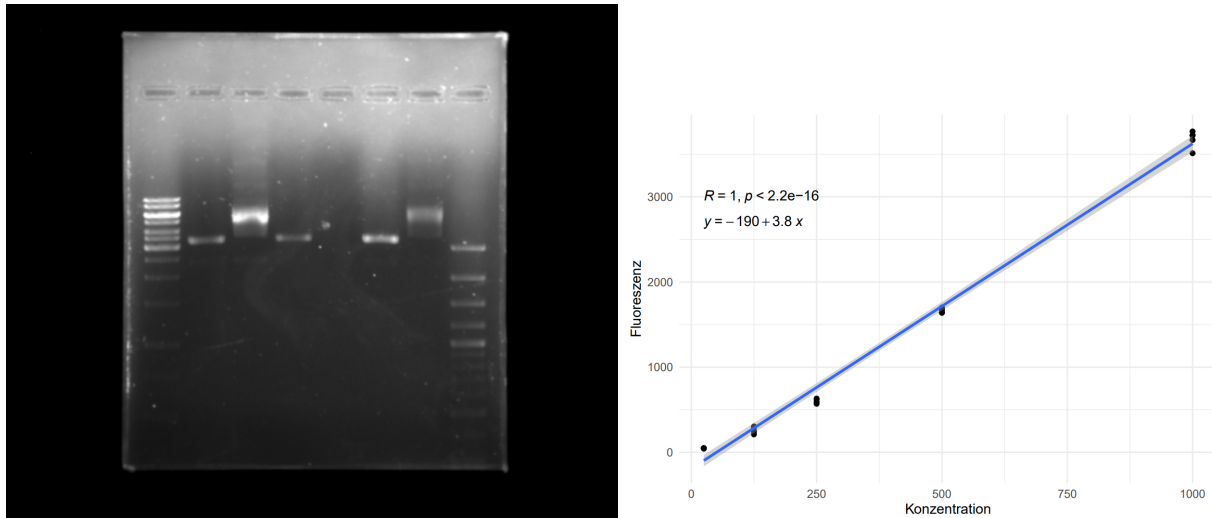 R = 1, p < 2.2e−16
y = − 190 + 3.8 x
Fluoreszenz
3000
2000
1000
0
0 250 500 750 1000
Konzentration